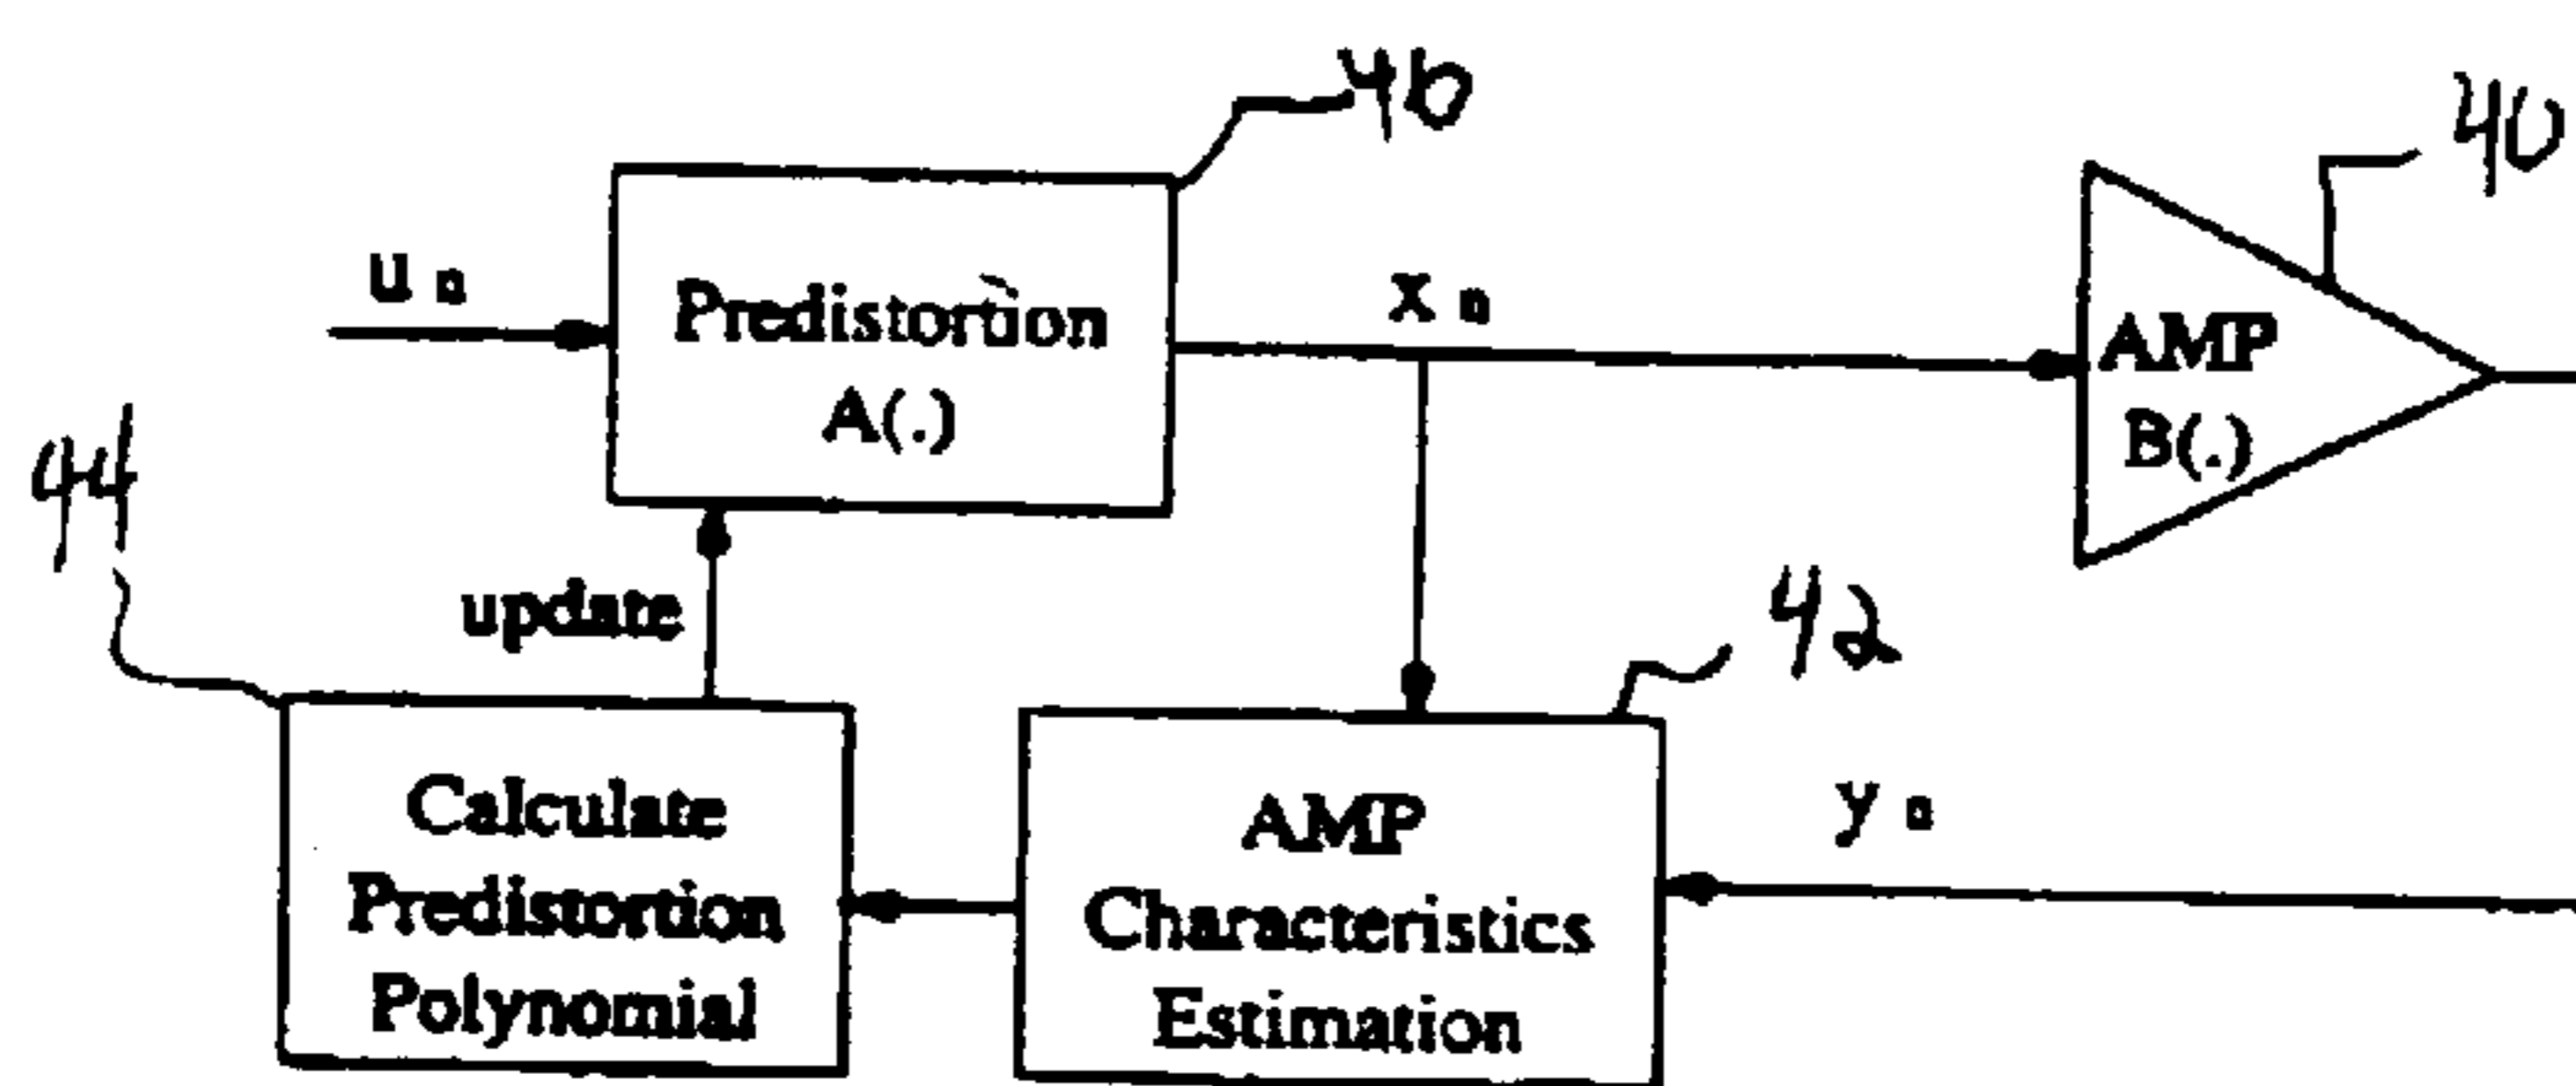 46
40
u n
Predistortion
A(.)
x n
AMP
B(.)
44
update
42
Calculate
Predistortion
Polynomial
AMP
Characteristics
Estimation
y n